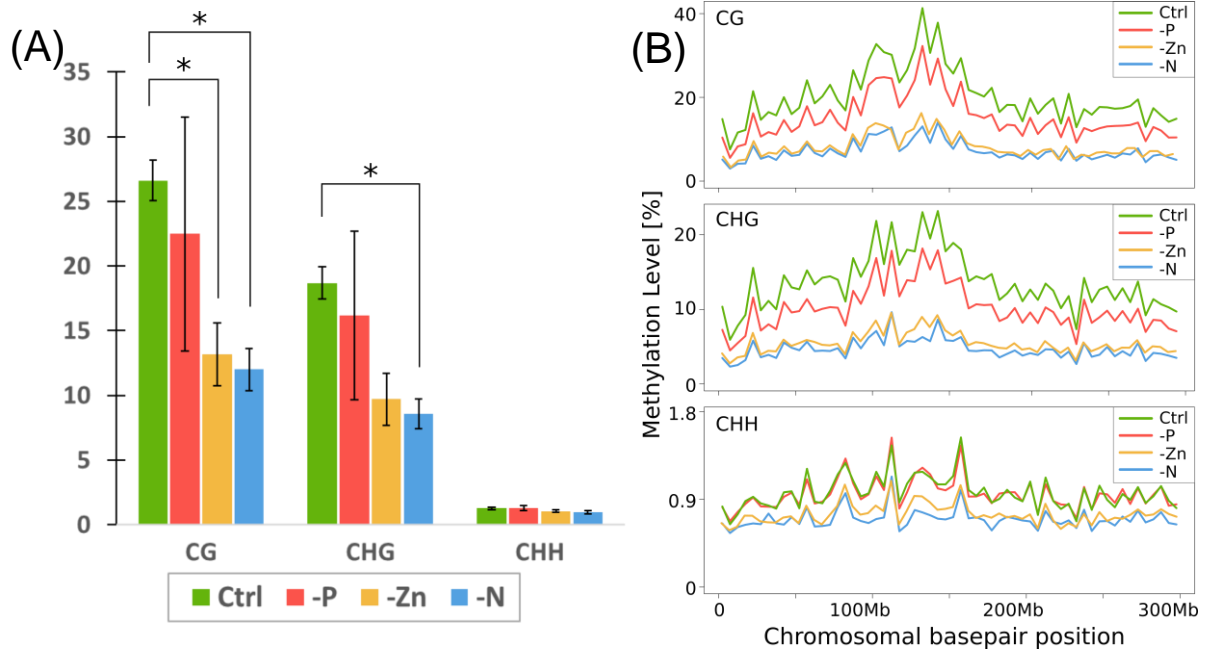 (A)
*
*
*
35
30
25
20
15
10
5
0
CG
CHG
CHH
Ctrl -P -Zn -N
(B)
Methylation Level [%]
CG
Ctrl
-P
-Zn
-N
40
20
0
CHG
Ctrl
-P
-Zn
-N
20
10
0
CHH
Ctrl
-P
-Zn
-N
1.8
0.9
0
0 100Mb 200Mb 300Mb
Chromosomal basepair position